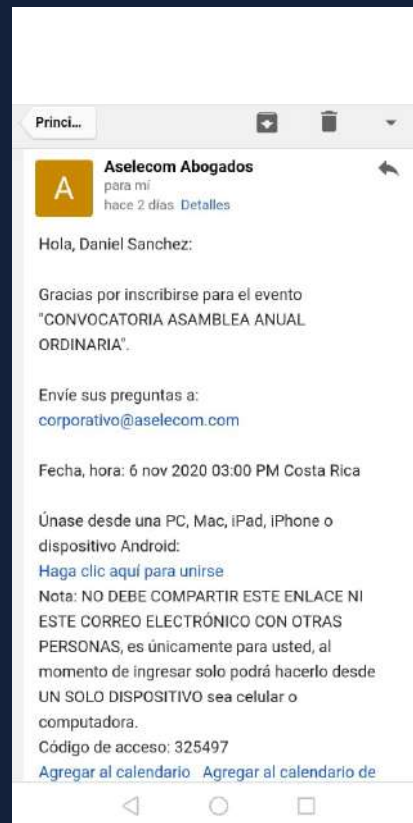 Princi...
A
Aselecom Abogados
para mí
hace 2 días Detalles
Hola, Daniel Sanchez:
Gracias por inscribirse para el evento
"CONVOCATORIA ASAMBLEA ANUAL
ORDINARIA".
Envíe sus preguntas a:
corporativo@aselecom.com
Fecha, hora: 6 nov 2020 03:00 PM Costa Rica
Únase desde una PC, Mac, iPad, iPhone o
dispositivo Android:
Haga clic aquí para unirse
Nota: NO DEBE COMPARTIR ESTE ENLACE NI
ESTE CORREO ELECTRÓNICO CON OTRAS
PERSONAS, es únicamente para usted, al
momento de ingresar solo podrá hacerlo desde
UN SOLO DISPOSITIVO sea celular o
computadora.
Código de acceso: 325497
Agregar al calendario Agregar al calendario de